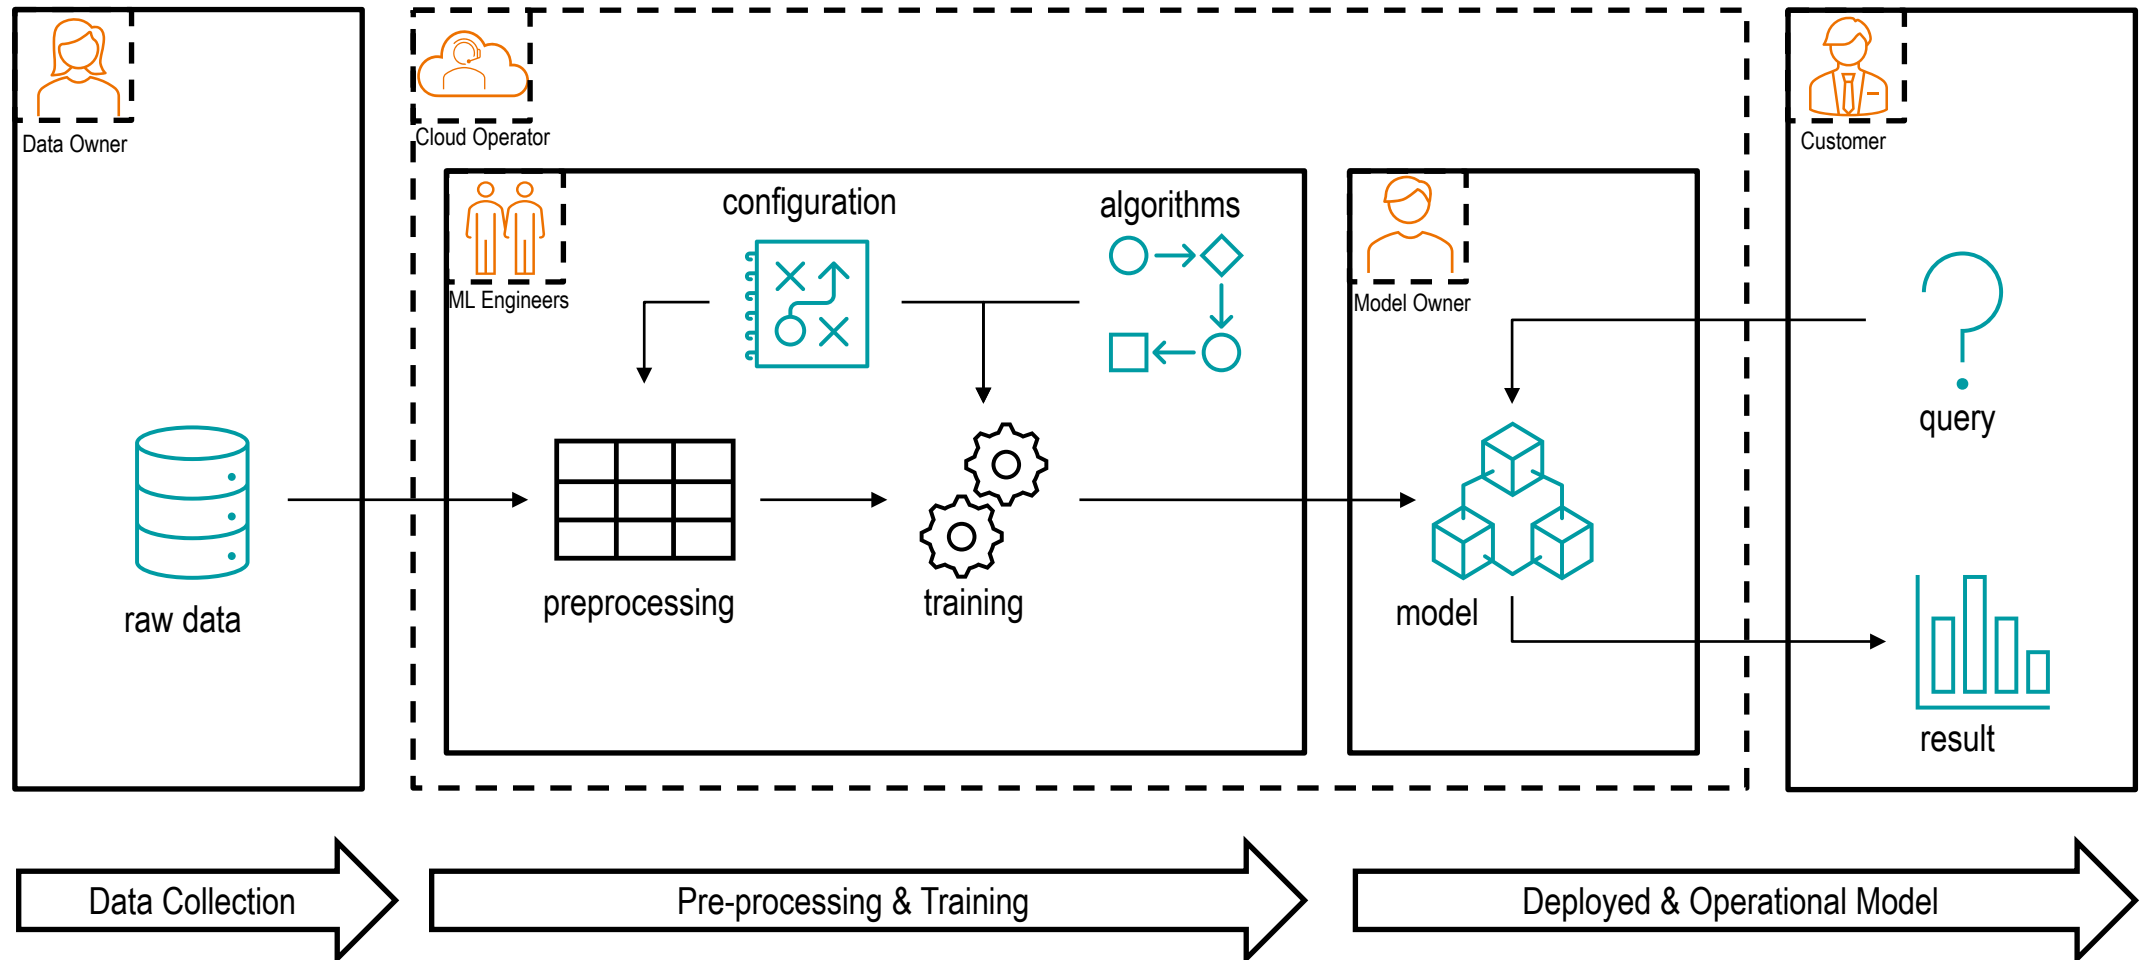 Data Owner
Cloud Operator
Customer
ML Engineers
configuration
algorithms
Model Owner
query
raw data
preprocessing
training
model
result
Data Collection
Pre-processing & Training
Deployed & Operational Model